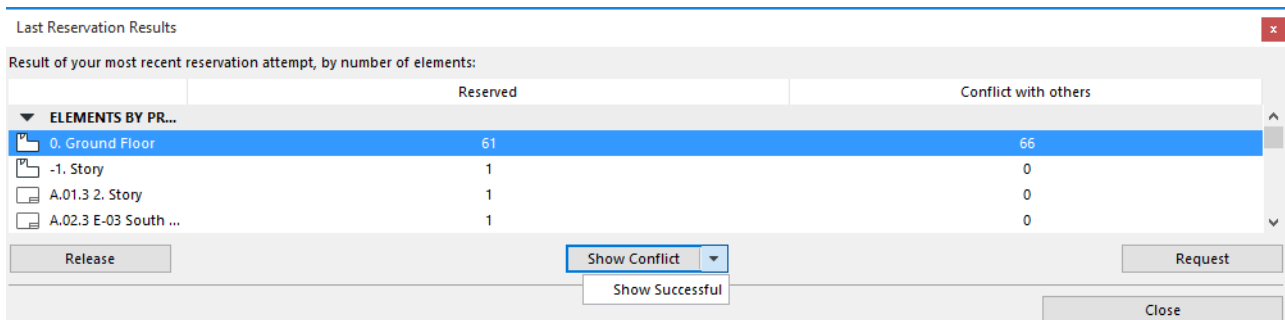 Last Reservation Results
x
Result of your most recent reservation attempt, by number of elements:
Reserved Conflict with others
ELEMENTS BY PR...
0. Ground Floor 61 66
-1. Story 1 0
A.01.3 2. Story 1 0
A.02.3 E-03 South ... 1 0
Release Show Conflict Request
Show Successful
Close